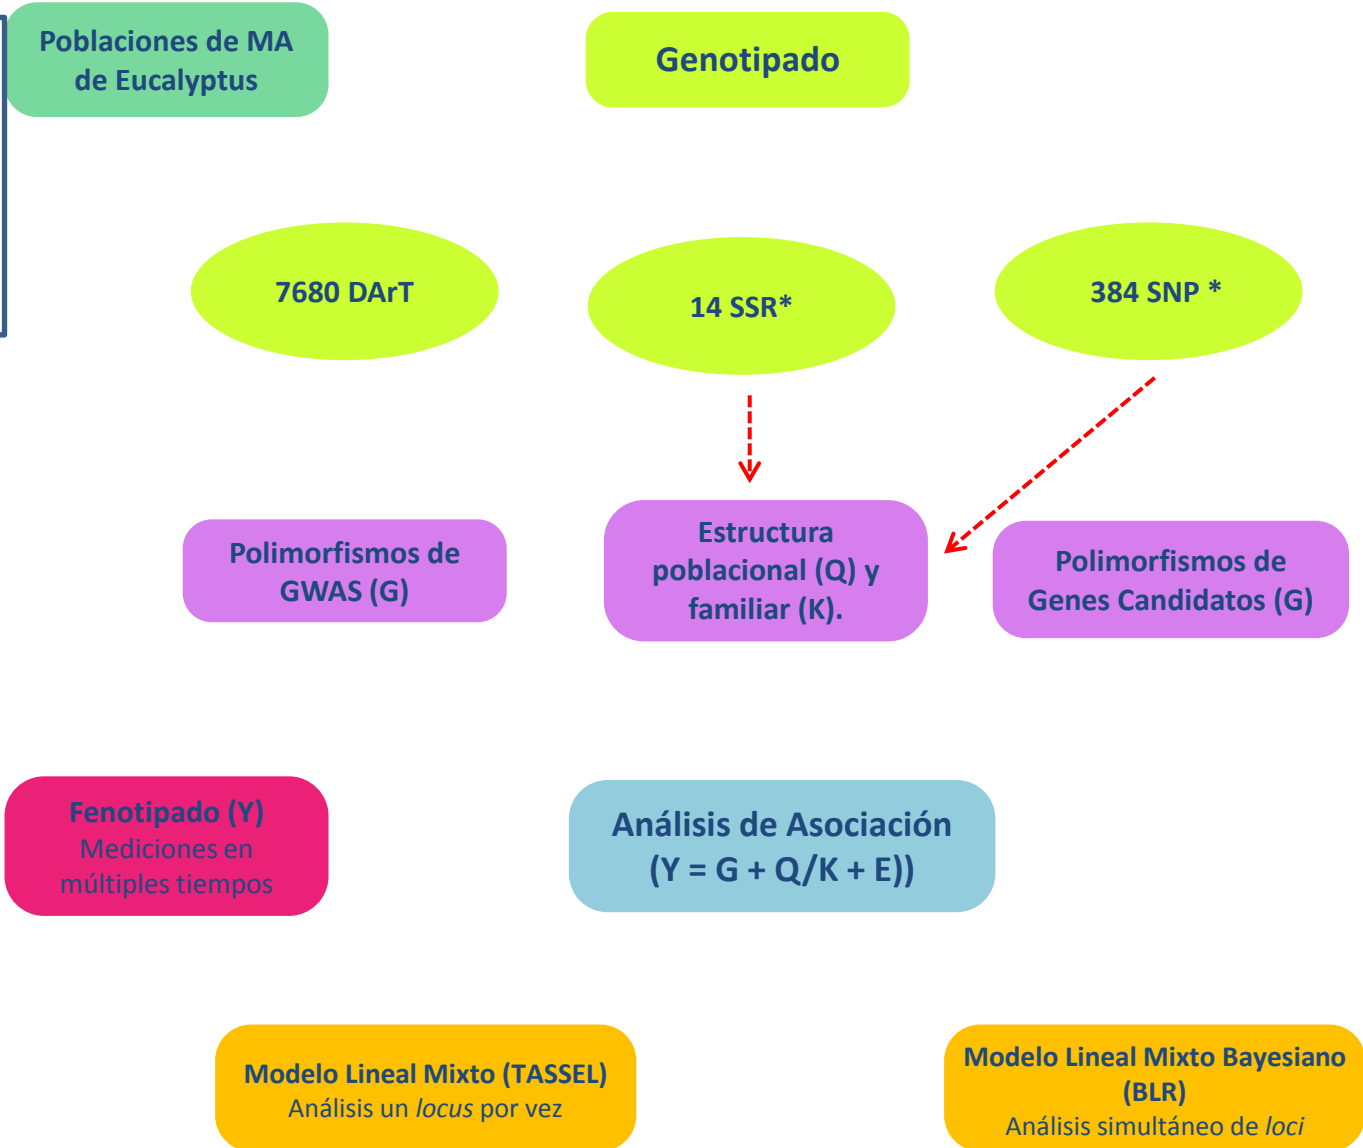 Poblaciones de MA
de Eucalyptus
Genotipado
7680 DArT
14 SSR*
384 SNP *
Polimorfismos de
GWAS (G)
Estructura
poblacional (Q) y
familiar (K).
Polimorfismos de
Genes Candidatos (G)
Fenotipado (Y)
Mediciones en
múltiples tiempos
Análisis de Asociación
(Y = G + Q/K + E))
Modelo Lineal Mixto (TASSEL)
Análisis un locus por vez
Modelo Lineal Mixto Bayesiano
(BLR)
Análisis simultáneo de loci